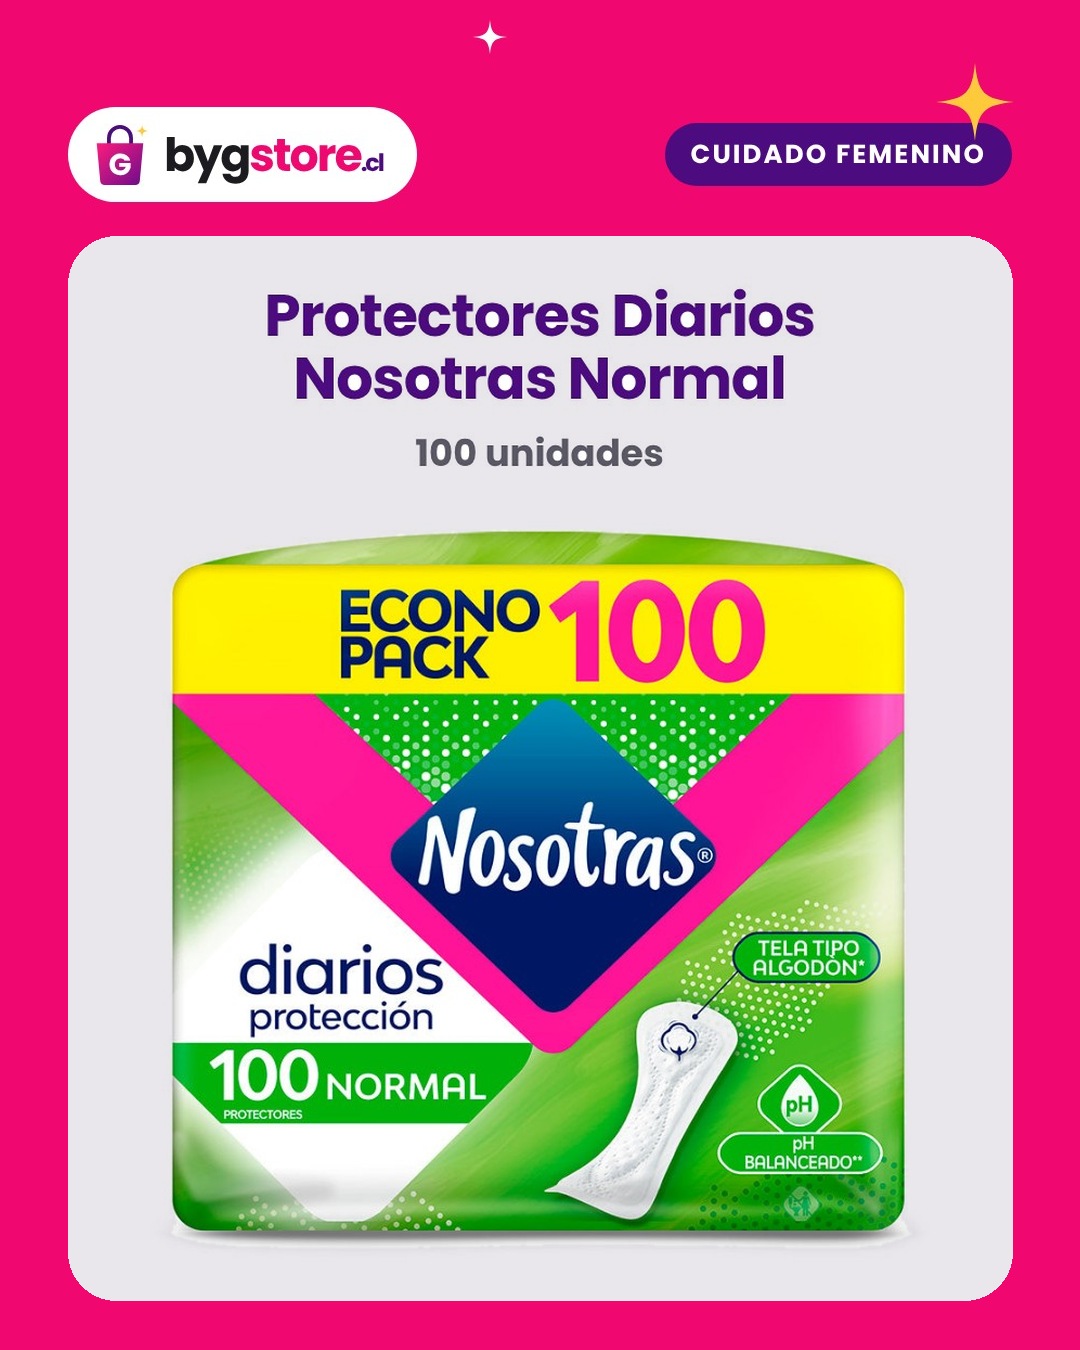 bygstore.cl
G
CUIDADO FEMENINO
Protectores Diarios
Nosotras Normal
100 unidades
ECONO
PACK 100
Nosotras®
diarios
protección
100 NORMAL
PROTECTORES
TELA TIPO
ALGODÓN*
pH
pH
BALANCEADO**